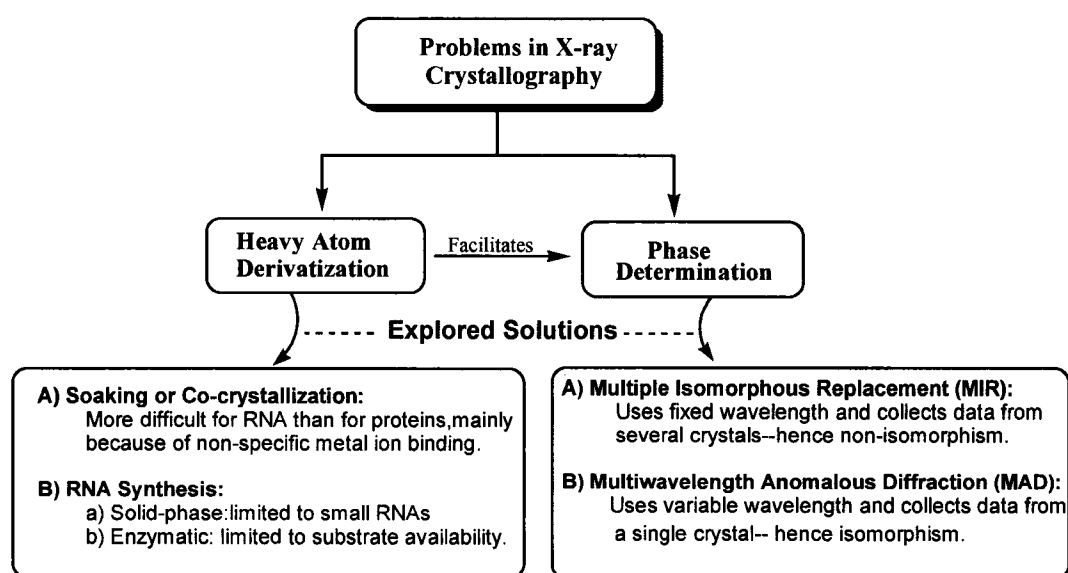 Problems in X-ray
Crystallography
Heavy Atom
Derivatization
Facilitates
Phase
Determination
Explored Solutions
A) Soaking or Co-crystallization:
More difficult for RNA than for proteins,mainly
because of non-specific metal ion binding.
B) RNA Synthesis:
a) Solid-phase:limited to small RNAs
b) Enzymatic: limited to substrate availability.
A) Multiple Isomorphous Replacement (MIR):
Uses fixed wavelength and collects data from
several crystals--hence non-isomorphism.
B) Multiwavelength Anomalous Diffraction (MAD):
Uses variable wavelength and collects data from
a single crystal-- hence isomorphism.